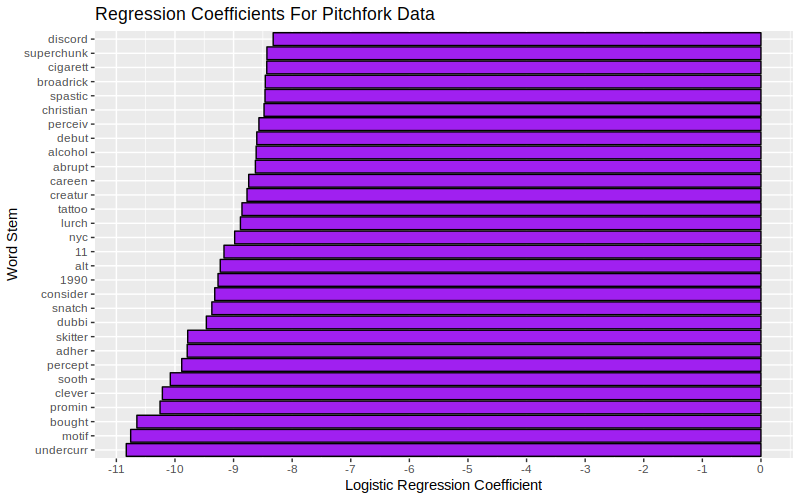 Regression Coefficients For Pitchfork Data
discord
superchunk
cigarett
broadrick
spastic
christian
perceiv
debut
alcohol
abrupt
careen
creatur
tattoo
lurch
nyc
11
alt
1990
consider
snatch
dubbi
skitter
adher
percept
sooth
clever
promin
bought
motif
undercurr
Word Stem
-11 -10 -9 -8 -7 -6 -5 -4 -3 -2 -1 0
Logistic Regression Coefficient